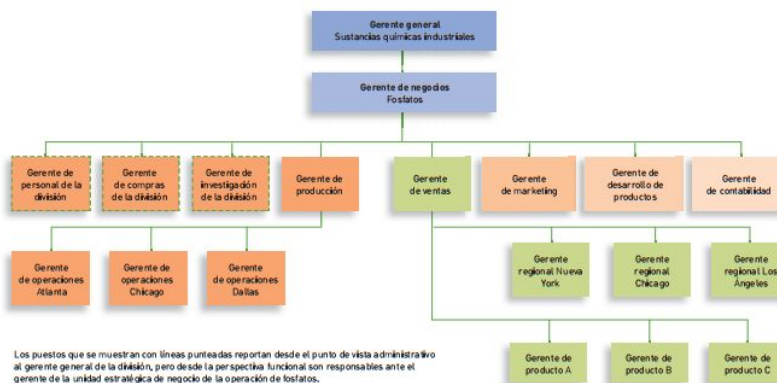 Gerente general
Sustancias químicas industriales
Gerente de negocios
Fosfatos
Gerente de
personal de la
división
Gerente
de compras
de la división
Gerente de
investigación
de la división
Gerente de
producción
Gerente
de ventas
Gerente
de marketing
Gerente de
desarrollo de
productos
Gerente
de contabilidad
Gerente
de operaciones
Atlanta
Gerente de
operaciones
Chicago
Gerente
de operaciones
Dallas
Gerente
regional Nueva
York
Gerente
regional
Chicago
Gerente
regional Los
Ángeles
Gerente de
producto A
Gerente de
producto B
Gerente de
producto C
Los puestos que se muestran con líneas punteadas reportan desde el punto de vista administrativo
al gerente general de la división, pero desde la perspectiva funcional son responsables ante el
gerente de la unidad estratégica de negocio de la operación de fosfatos.